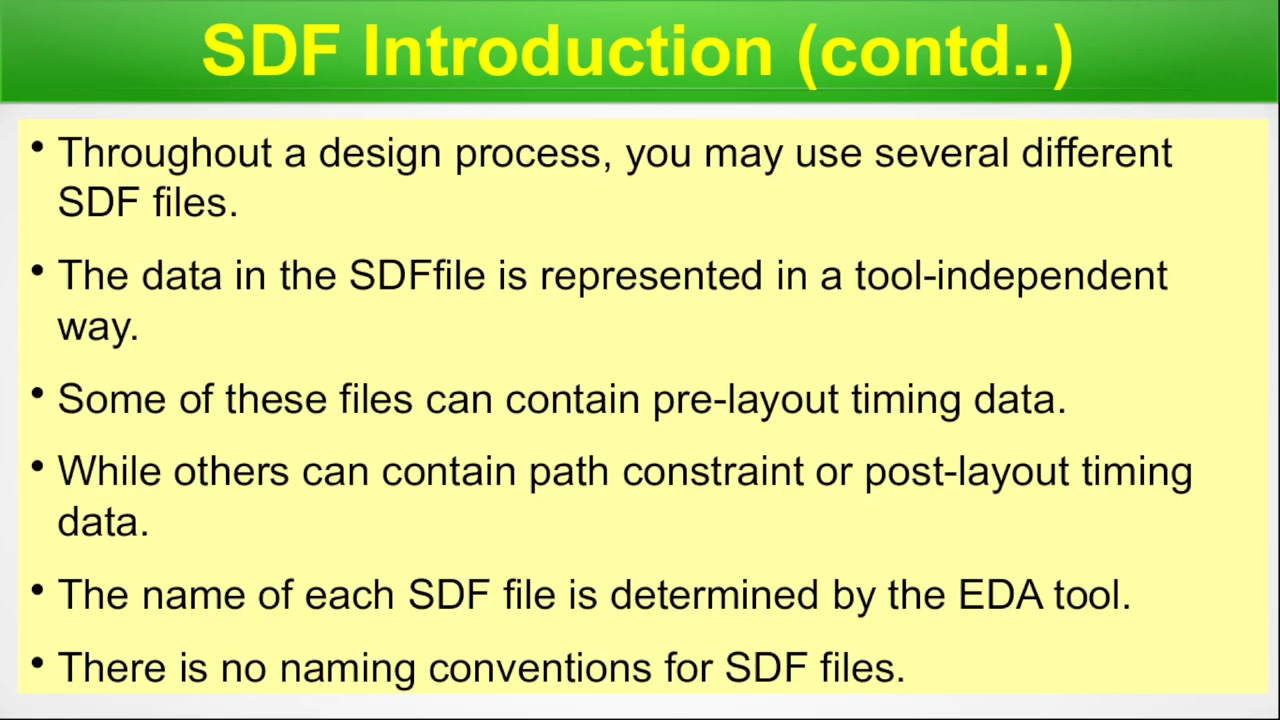 SDF Introduction (contd..)
• Throughout a design process, you may use several different
SDF files.
• The data in the SDFfile is represented in a tool-independent
way.
• Some of these files can contain pre-layout timing data.
• While others can contain path constraint or post-layout timing
data.
• The name of each SDF file is determined by the EDA tool.
• There is no naming conventions for SDF files.